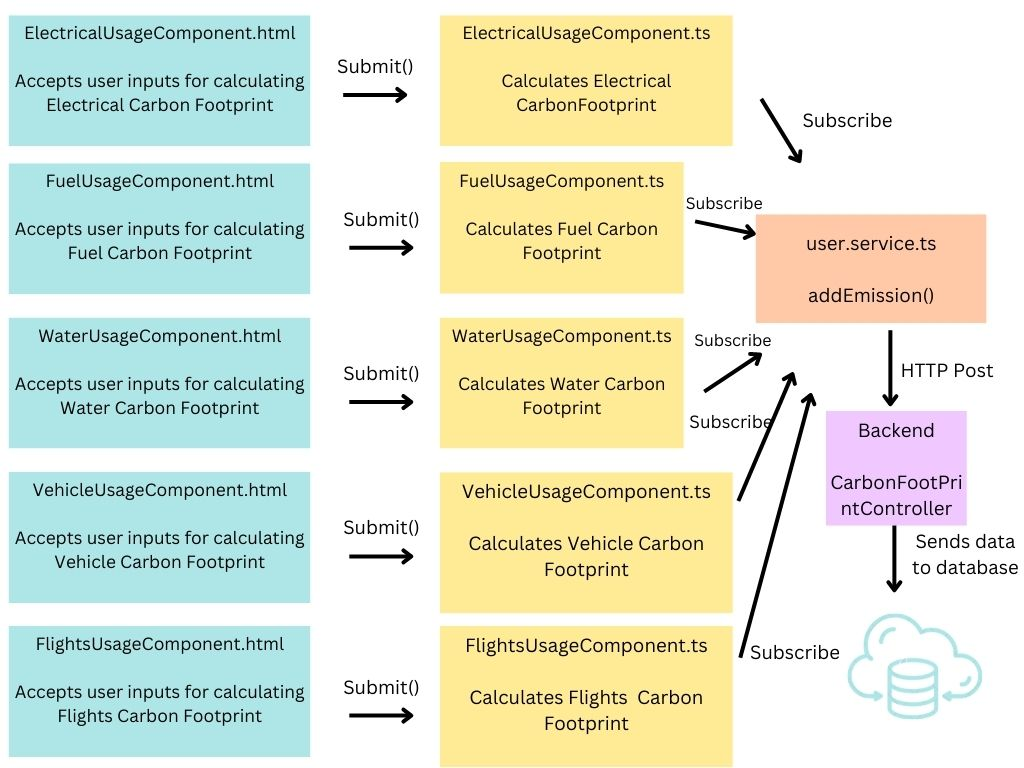 ElectricalUsageComponent.html
Accepts user inputs for calculating
Electrical Carbon Footprint
Submit()
ElectricalUsageComponent.ts
Calculates Electrical
CarbonFootprint
Subscribe
FuelUsageComponent.html
Accepts user inputs for calculating
Fuel Carbon Footprint
Submit()
FuelUsageComponent.ts
Calculates Fuel Carbon
Footprint
Subscribe
user.service.ts
addEmission()
WaterUsageComponent.html
Accepts user inputs for calculating
Water Carbon Footprint
Submit()
WaterUsageComponent.ts
Calculates Water Carbon
Footprint
Subscribe
Subscribe
HTTP Post
Backend
CarbonFootPri
ntController
VehicleUsageComponent.html
Accepts user inputs for calculating
Vehicle Carbon Footprint
Submit()
VehicleUsageComponent.ts
Calculates Vehicle Carbon
Footprint
Sends data
to database
FlightsUsageComponent.html
Accepts user inputs for calculating
Flights Carbon Footprint
Submit()
FlightsUsageComponent.ts
Calculates Flights  Carbon
Footprint
Subscribe